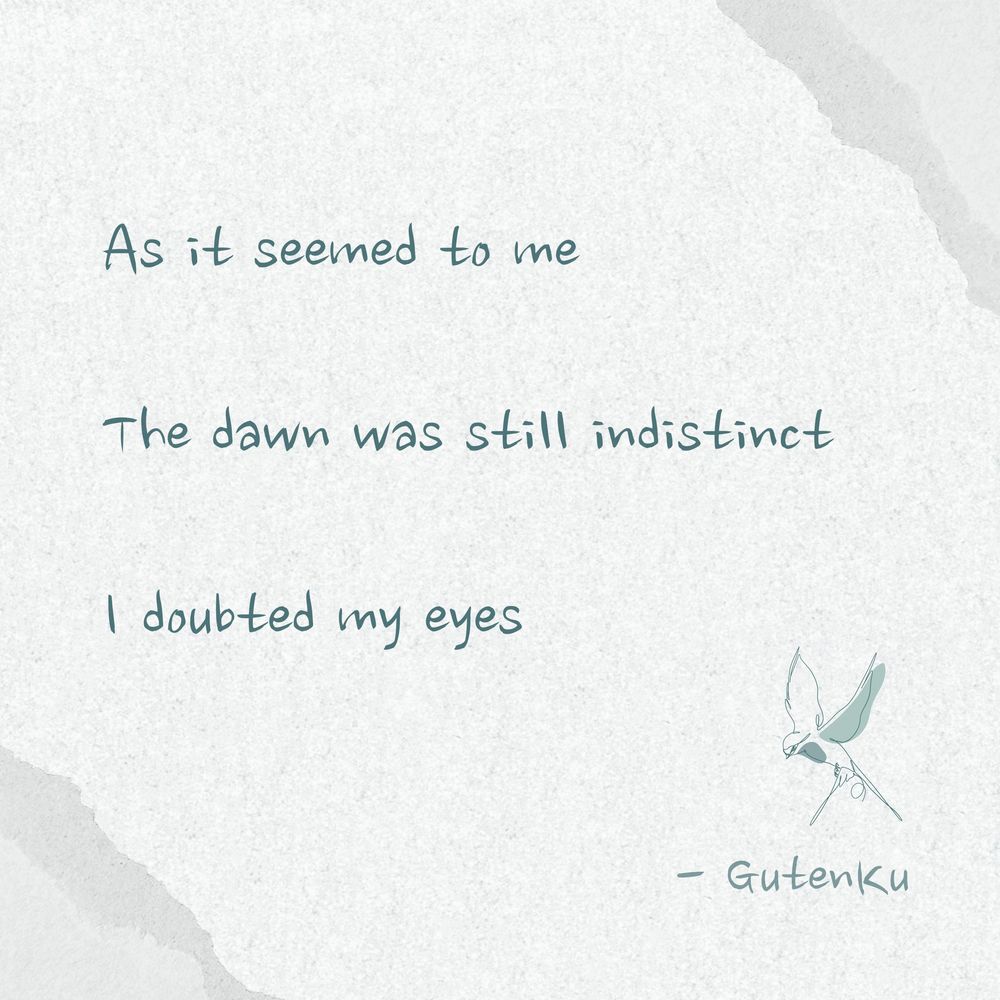 As it seemed to me
The dawn was still indistinct
I doubted my eyes
- GutenKu